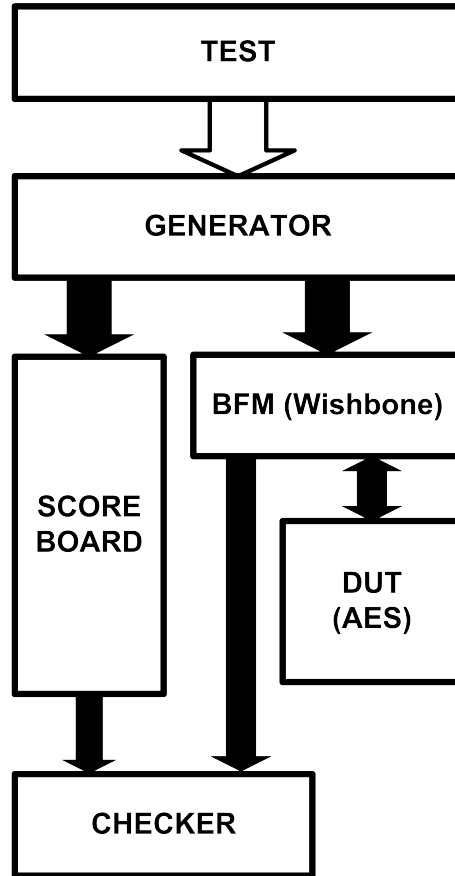 TEST
GENERATOR
BFM (Wishbone)
SCORE
BOARD
DUT
(AES)
CHECKER